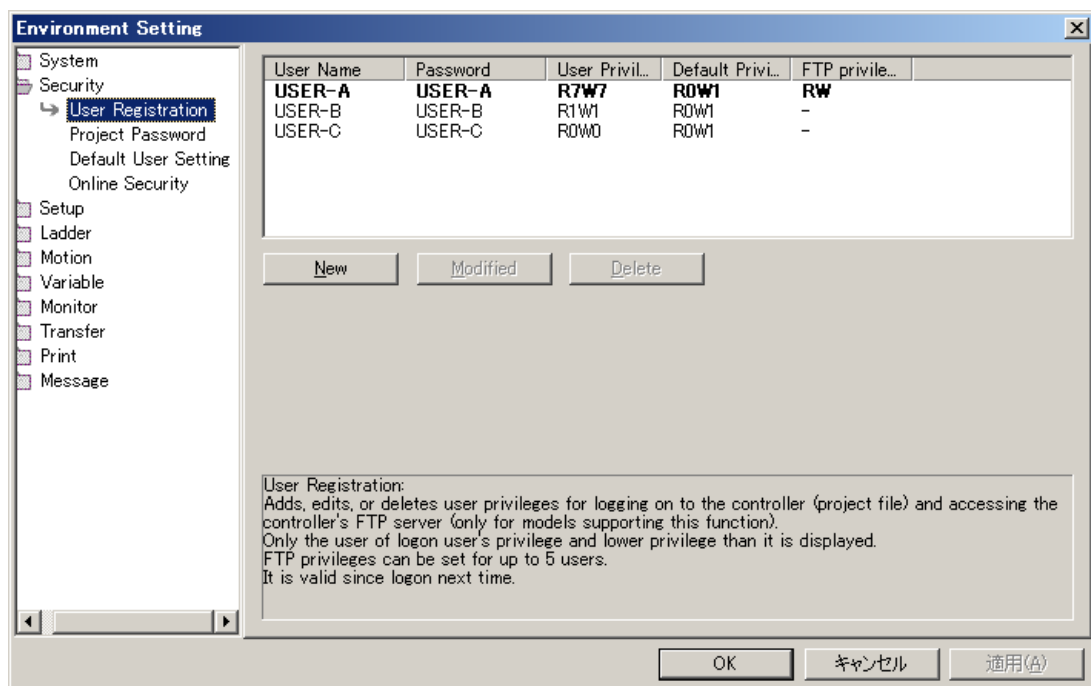 Environment Setting
System
Security
User Registration
Project Password
Default User Setting
Online Security
Setup
Ladder
Motion
Variable
Monitor
Transfer
Print
Message
User Name Password User Privil... Default Privi... FTP privile...
USER-A USER-A R7W7 R0W1 RW
USER-B USER-B R1W1 R0W1 -
USER-C USER-C R0W0 R0W1 -
New Modified Delete
User Registration:
Adds, edits, or deletes user privileges for logging on to the controller (project file) and accessing the
controller's FTP server (only for models supporting this function).
Only the user of logon user's privilege and lower privilege than it is displayed.
FTP privileges can be set for up to 5 users.
It is valid since logon next time.
OK キャンセル 適用(A)